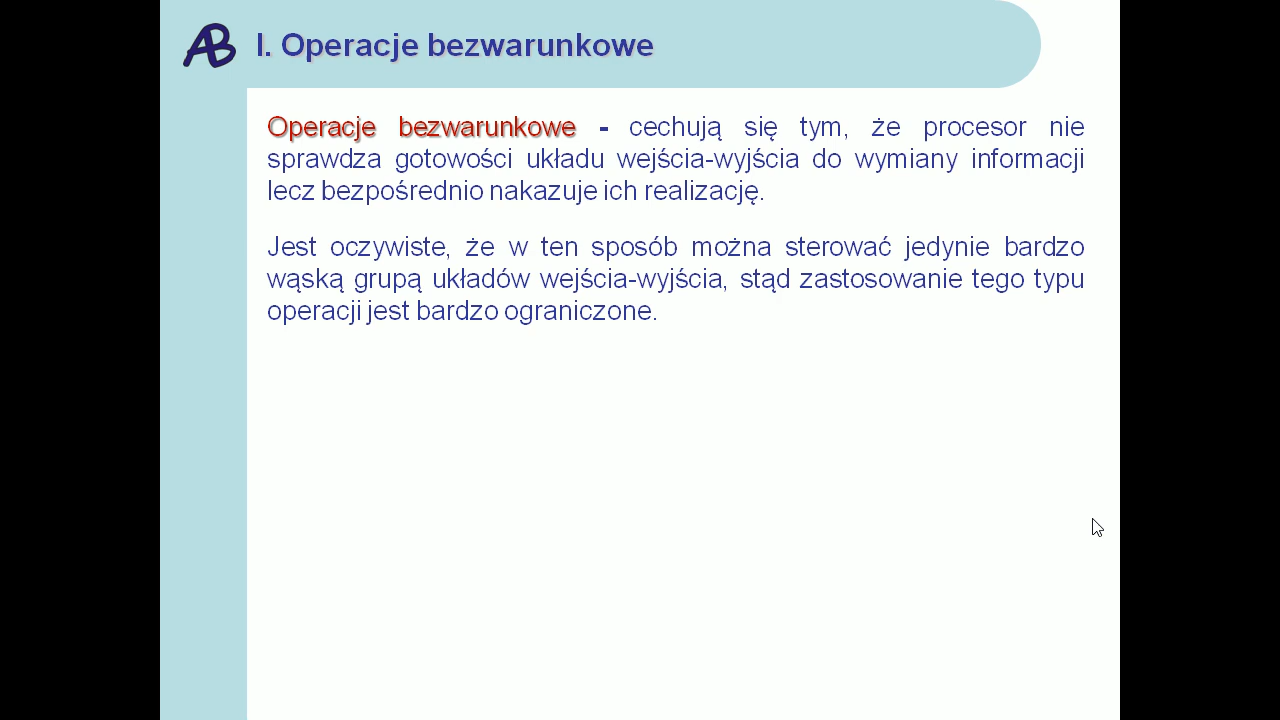 AB
I. Operacje bezwarunkowe
Operacje bezwarunkowe - cechują się tym, że procesor nie
sprawdza gotowości układu wejścia-wyjścia do wymiany informacji
lecz bezpośrednio nakazuje ich realizację.
Jest oczywiste, że w ten sposób można sterować jedynie bardzo
wąską grupą układów wejścia-wyjścia, stąd zastosowanie tego typu
operacji jest bardzo ograniczone.